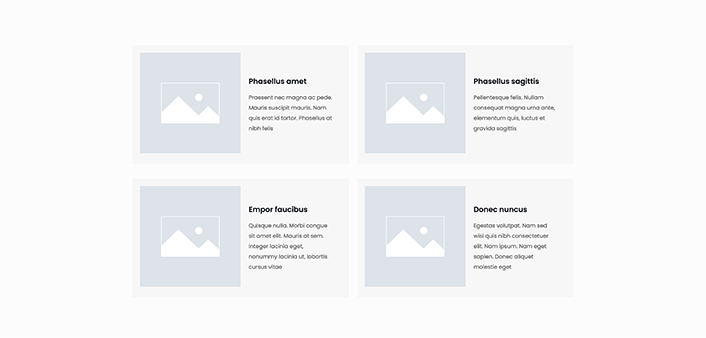 Phasellus amet
Praesent nec magna ac pede.
Mauris suscipit mauris. Nam
quis erat id tortor. Phasellus at
nibh felis
Phasellus sagittis
Pellentesque felis. Nullam
consequat magna urna ante,
elementum quis, luctus et
gravida sagittis
Empor faucibus
Quisque nulla. Morbi congue
sit amet elit. Mauris at sem.
Integer lacinia eget,
nonummy lacinia ut, lobortis
cursus vitae
Donec nuncus
Egestas volutpat. Nam sed
wisi quis nibh consectetuer
elit. Nam ipsum. Nam eget
sapien. Donec aliquet
molestie eget